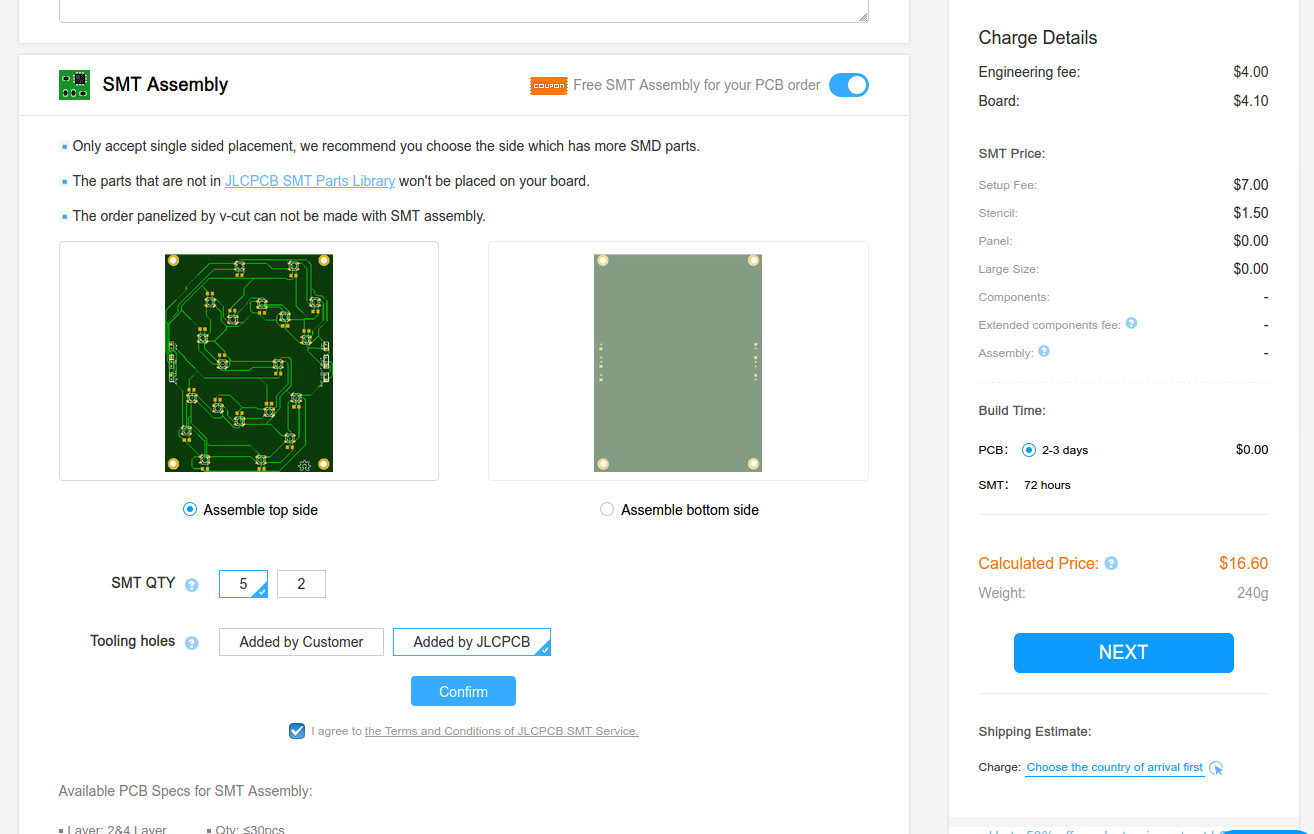 SMT Assembly
COUPON Free SMT Assembly for your PCB order
Only accept single sided placement, we recommend you choose the side which has more SMD parts.
The parts that are not in JLCPCB SMT Parts Library won't be placed on your board.
The order panelized by v-cut can not be made with SMT assembly.
Assemble top side
Assemble bottom side
SMT QTY ? 5 2
Tooling holes ? Added by Customer Added by JLCPCB
Confirm
I agree to the Terms and Conditions of JLCPCB SMT Service.
Available PCB Specs for SMT Assembly:
Layer: 2&4 Layer
Qty: ≤30pcs
Charge Details
Engineering fee: $4.00
Board: $4.10
SMT Price:
Setup Fee: $7.00
Stencil: $1.50
Panel: $0.00
Large Size: $0.00
Components: -
Extended components fee: ? -
Assembly: ? -
Build Time:
PCB: 2-3 days $0.00
SMT: 72 hours
Calculated Price: ? $16.60
Weight: 240g
NEXT
Shipping Estimate:
Charge: Choose the country of arrival first